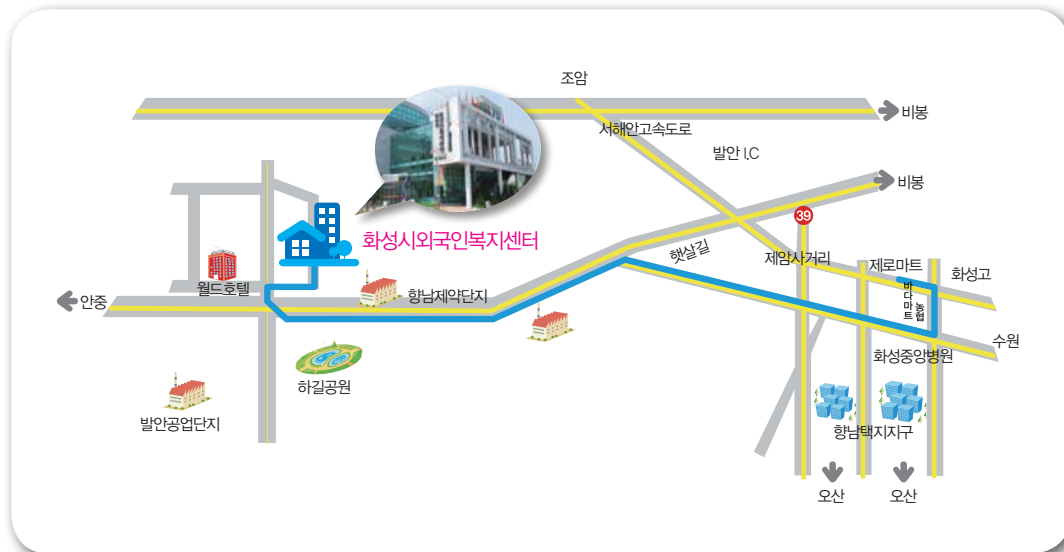 조암
비봉
서해안고속도로
발안 I.C
비봉
39
화성시외국인복지센터
햇살길
제암사거리
제로마트
화성고
월드호텔
안중
향남제약단지
바다마트
농협
수원
화성중앙병원
하길공원
발안공업단지
향남택지지구
오산
오산